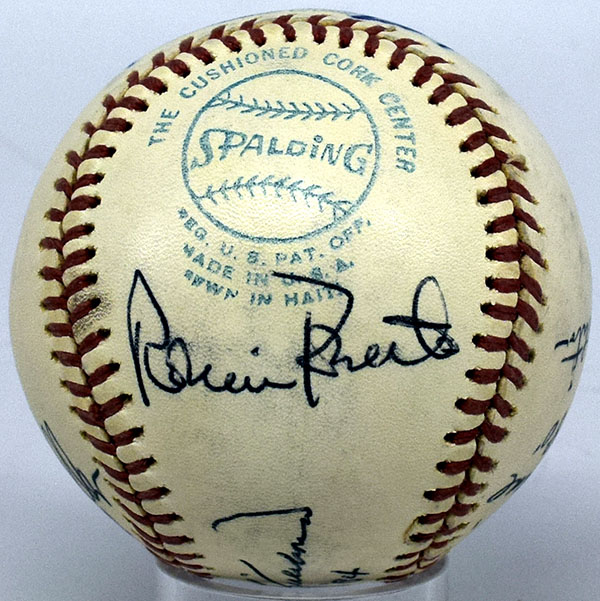 THE CUSHIONED CORK CENTER
SPALDING
REG. U.S. PAT. OFF.
MADE IN U.S.A.
SEWN IN HAITI
Robin Roberts